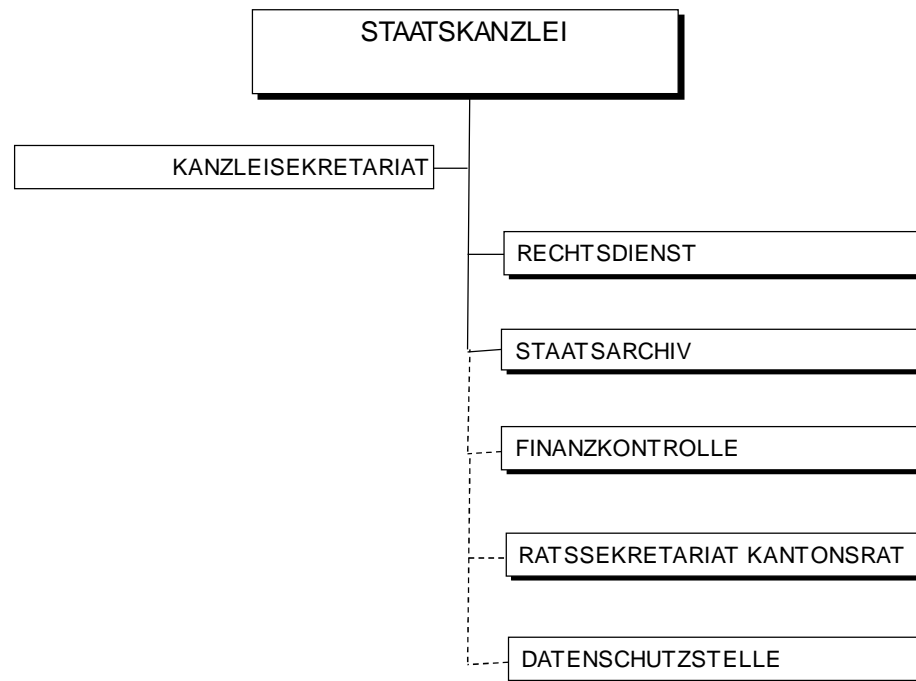 STAATSKANZLEI
KANZLEISEKRETARIAT
RECHTSDIENST
STAATSARCHIV
FINANZKONTROLLE
RATSSEKRETARIAT KANTONSRAT
DATENSCHUTZSTELLE